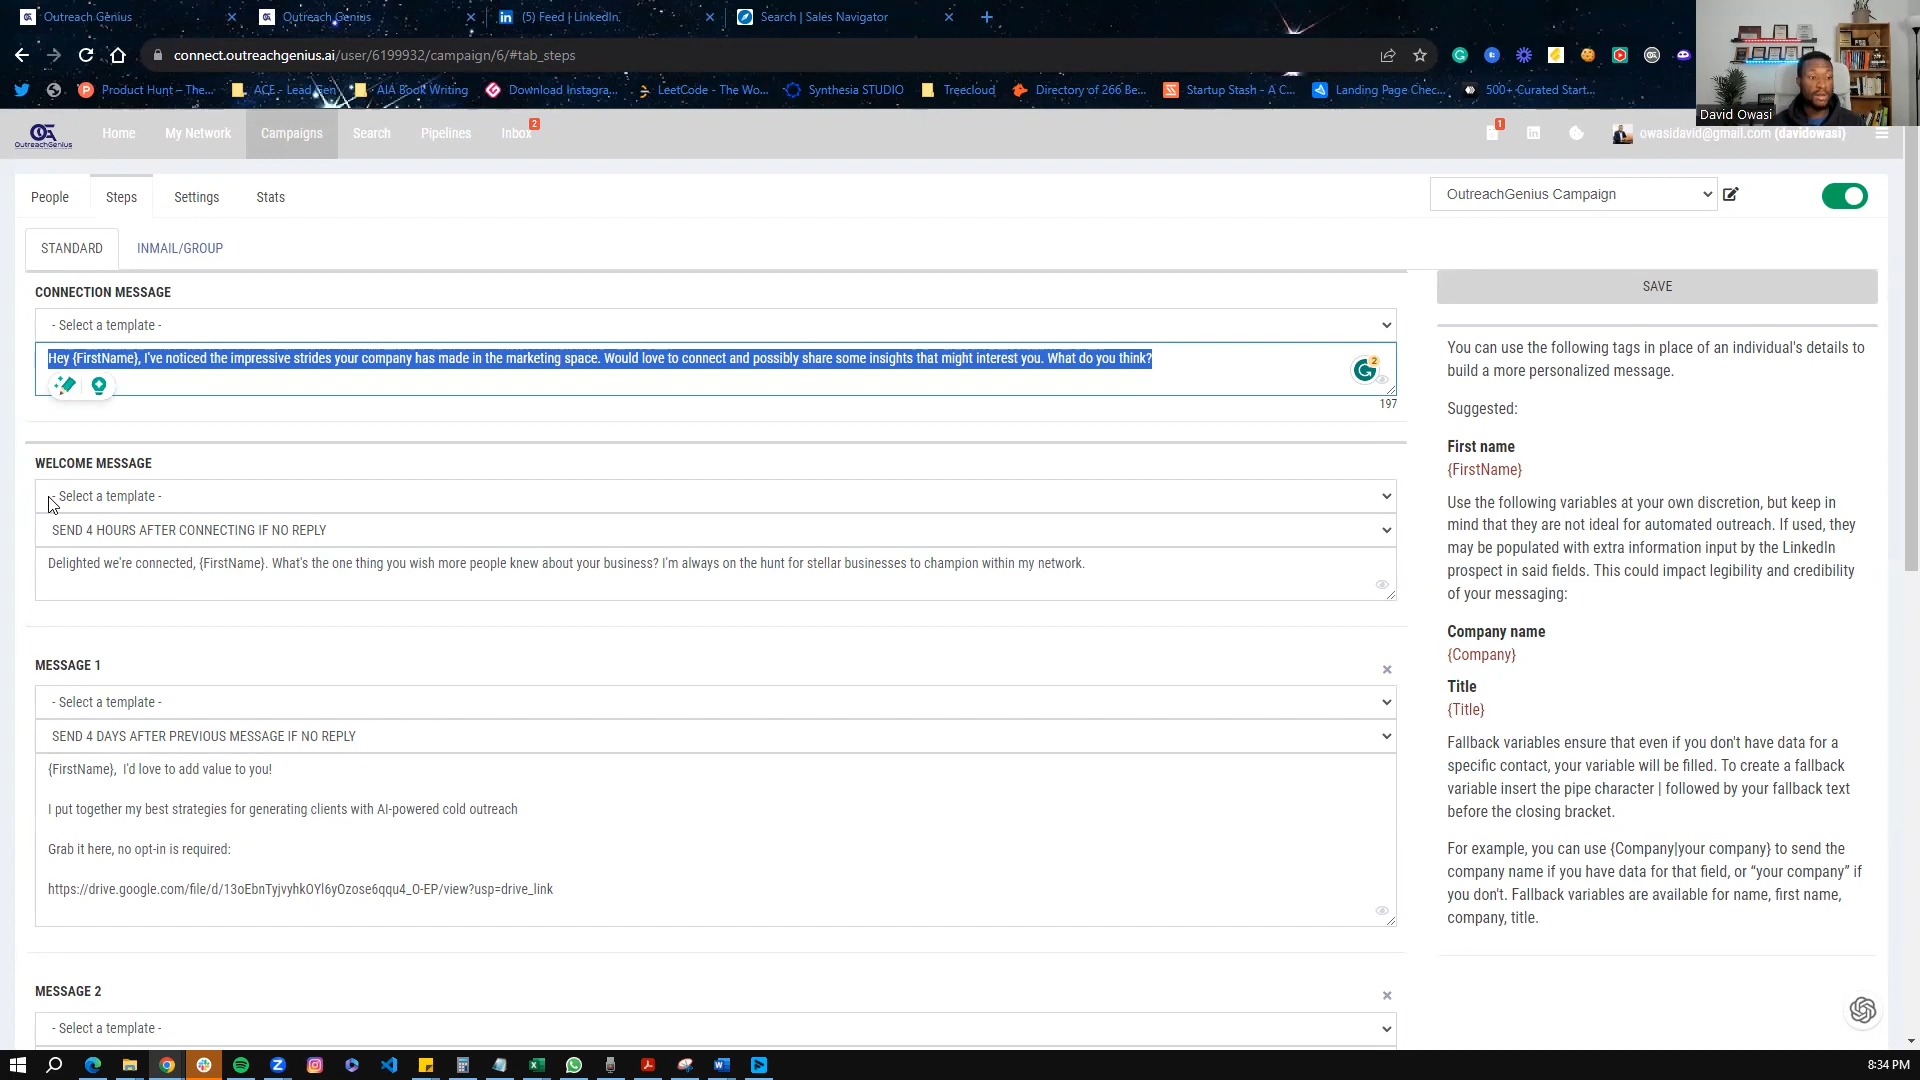 Outreach Genius
Outreach Genius
(5) Feed | LinkedIn
Search | Sales Navigator
connect.outreachgenius.ai/user/6199932/campaign/6/#tab_steps
Product Hunt – The...
ACE - Lead Gen
AIA Book Writing
Download Instagra...
LeetCode - The Wo...
Synthesia STUDIO
Treecloud
Directory of 266 Be...
Startup Stash - A C...
Landing Page Chec...
500+ Curated Start...
David Owasi
OutreachGenius
Home
My Network
Campaigns
Search
Pipelines
Inbox
2
1
owasidavid@gmail.com (davidowasi)
People
Steps
Settings
Stats
OutreachGenius Campaign
STANDARD
INMAIL/GROUP
CONNECTION MESSAGE
- Select a template -
Hey {FirstName}, I've noticed the impressive strides your company has made in the marketing space. Would love to connect and possibly share some insights that might interest you. What do you think?
2
197
WELCOME MESSAGE
- Select a template -
SEND 4 HOURS AFTER CONNECTING IF NO REPLY
Delighted we're connected, {FirstName}. What's the one thing you wish more people knew about your business? I'm always on the hunt for stellar businesses to champion within my network.
MESSAGE 1
- Select a template -
SEND 4 DAYS AFTER PREVIOUS MESSAGE IF NO REPLY
{FirstName}, I'd love to add value to you!
I put together my best strategies for generating clients with AI-powered cold outreach
Grab it here, no opt-in is required:
https://drive.google.com/file/d/13oEbnTyjvyhkOYl6yOzose6qqu4_O-EP/view?usp=drive_link
MESSAGE 2
- Select a template -
SAVE
You can use the following tags in place of an individual's details to
build a more personalized message.
Suggested:
First name
{FirstName}
Use the following variables at your own discretion, but keep in
mind that they are not ideal for automated outreach. If used, they
may be populated with extra information input by the LinkedIn
prospect in said fields. This could impact legibility and credibility
of your messaging:
Company name
{Company}
Title
{Title}
Fallback variables ensure that even if you don't have data for a
specific contact, your variable will be filled. To create a fallback
variable insert the pipe character | followed by your fallback text
before the closing bracket.
For example, you can use {Company|your company} to send the
company name if you have data for that field, or “your company” if
you don't. Fallback variables are available for name, first name,
company, title.
8:34 PM